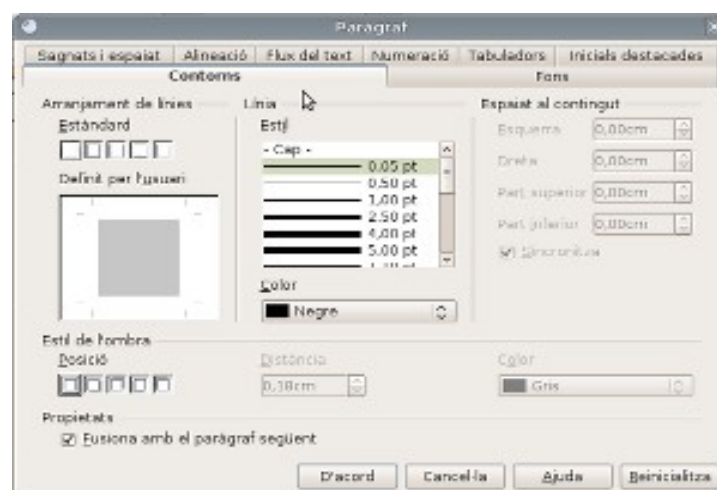 Paràgraf
Sagnats i espaiat Alineació Flux del text Numeració Tabuladors Inicials destacades
Contorns Fons
Arranjament de línies
Estàndard
Definit per l'usuari
Línia
Estil
- Cap -
0,05 pt
0,50 pt
1,00 pt
2,50 pt
4,00 pt
5,00 pt
Color
Negre
Espaiat al contingut
Esquerra 0,00cm
Dreta 0,00cm
Part superior 0,00cm
Part inferior 0,00cm
Sincronitza
Estil de l'ombra
Posició
Distància
0,18cm
Color
Gris
Propietats
Fusiona amb el paràgraf següent
D'acord Cancel·la Ajuda Reinicialitza